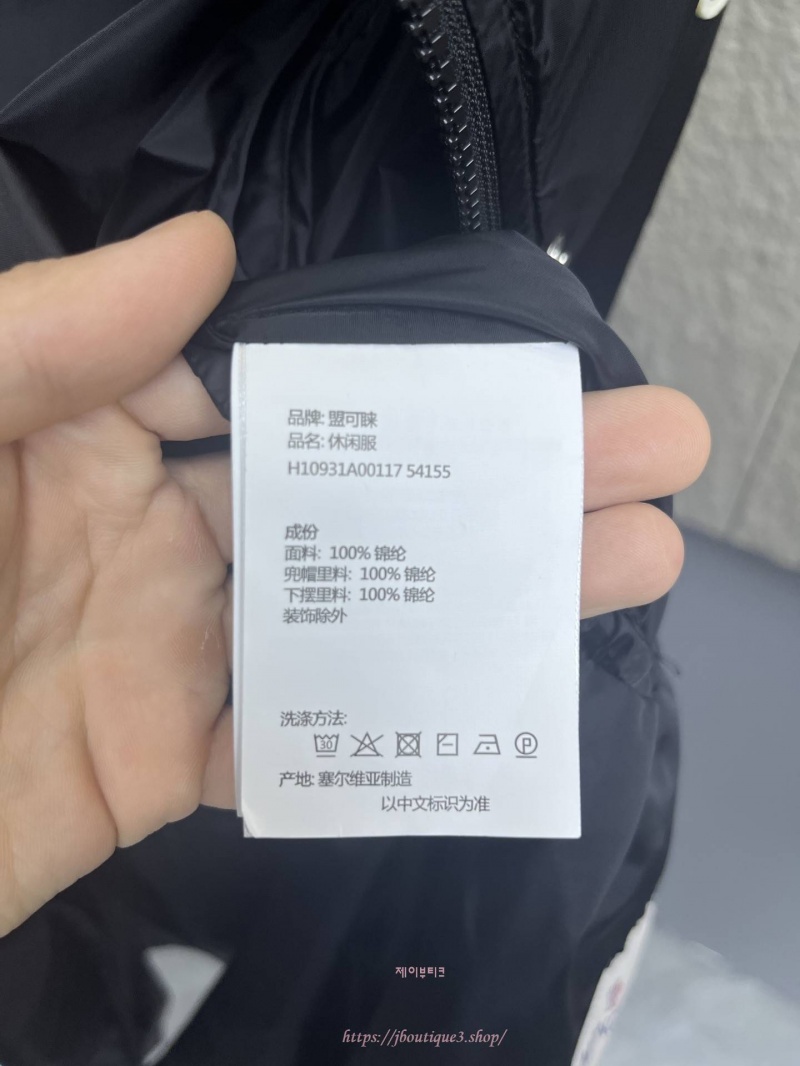 品牌: 盟可睐
品名: 休闲服
H10931A00117 54155
成份
面料: 100% 锦纶
兜帽里料: 100% 锦纶
下摆里料: 100% 锦纶
装饰除外
洗涤方法:
30 P
产地: 塞尔维亚制造
以中文标识为准
제이부티크
https://jboutique3.shop/